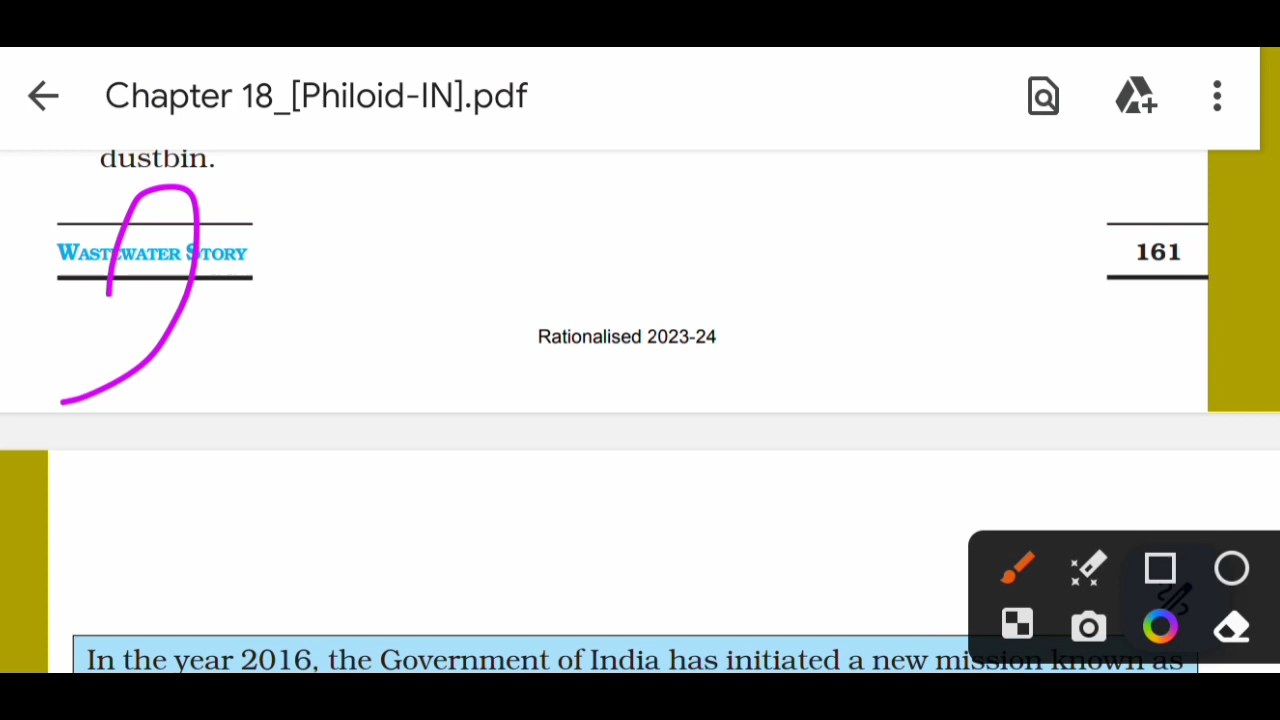 Chapter 18_[Philoid-IN].pdf
dustbin.
WASTEWATER STORY
161
Rationalised 2023-24
In the year 2016, the Government of India has initiated a new mission known as